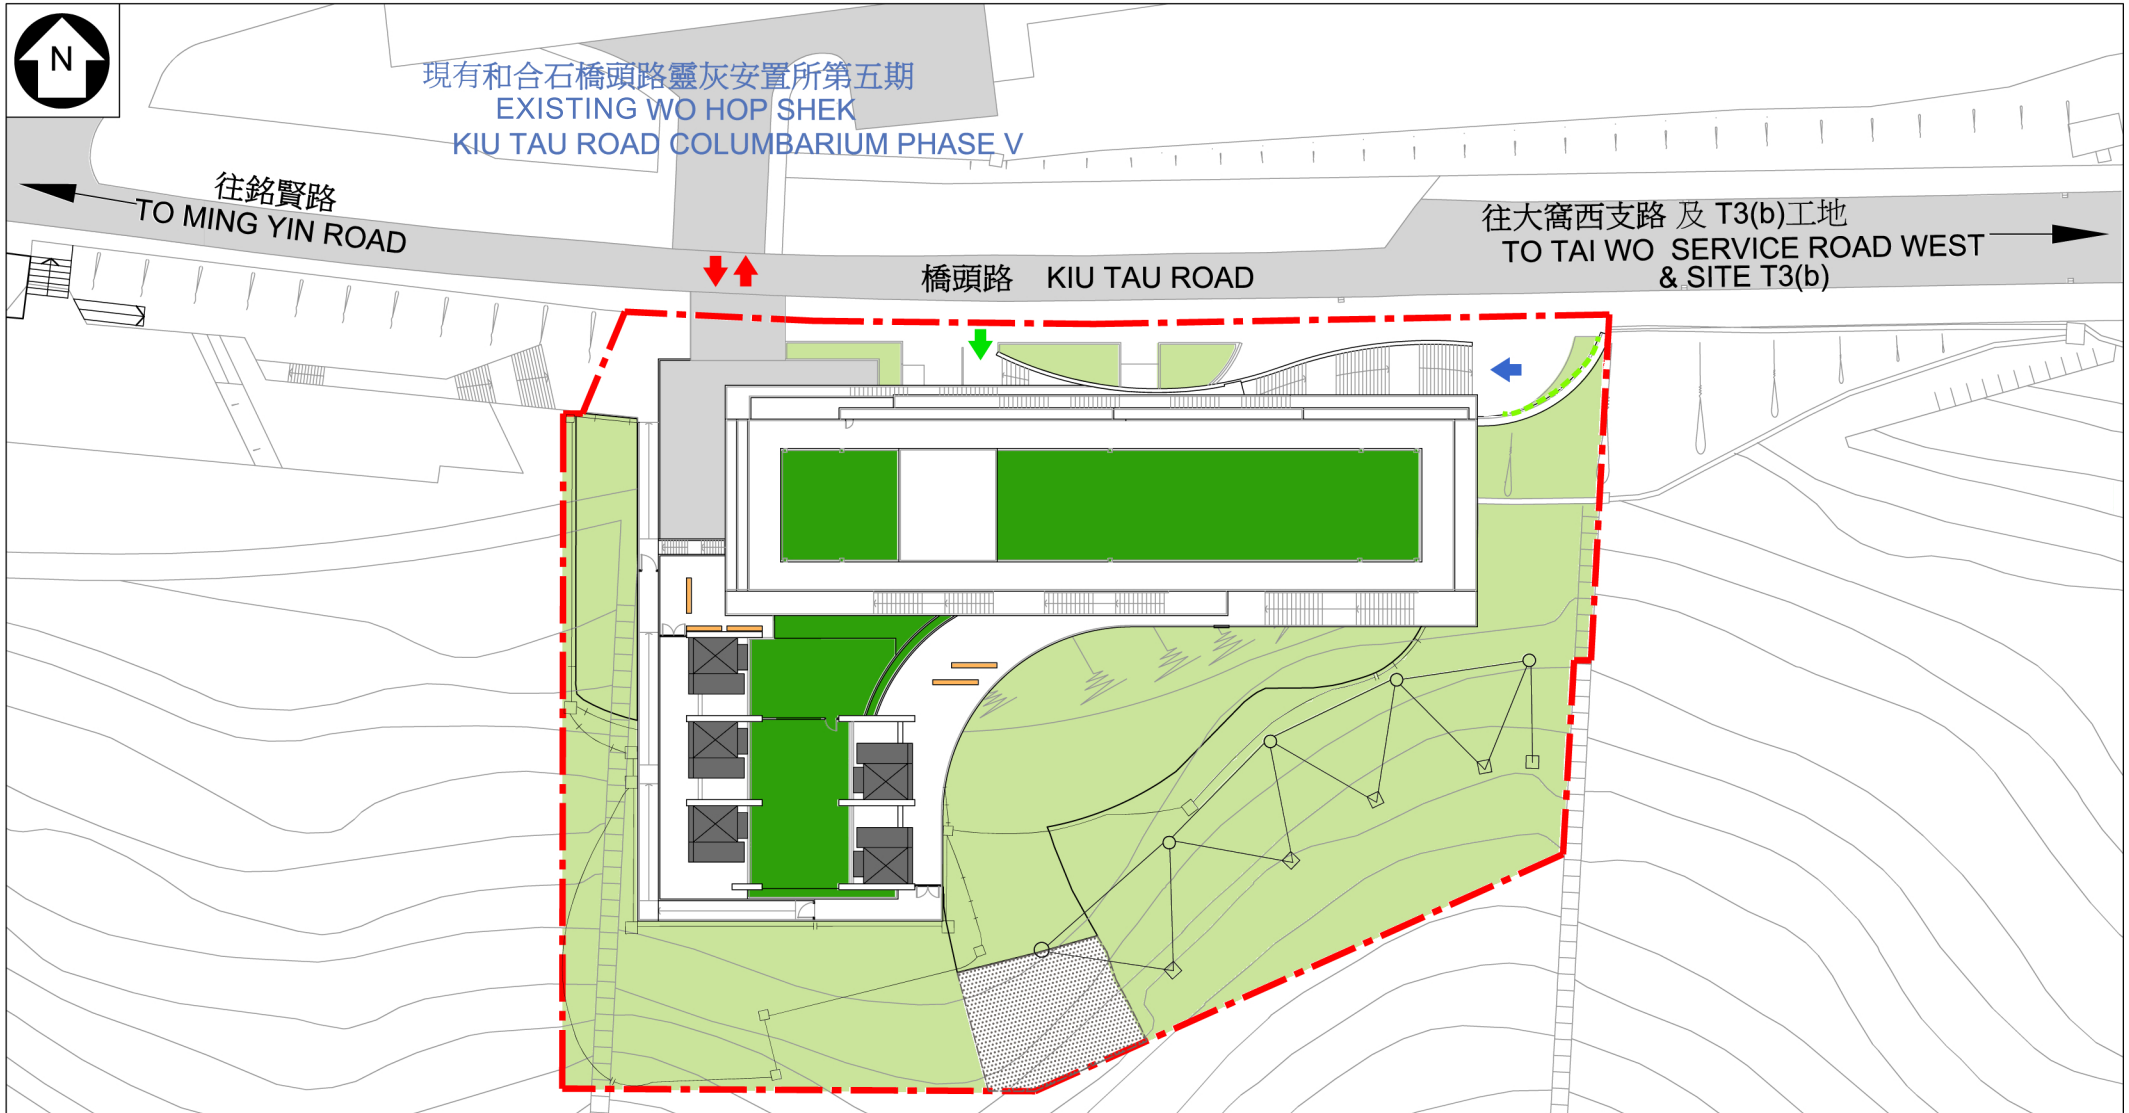 N
現有和合石橋頭路靈灰安置所第五期
EXISTING WO HOP SHEK
KIU TAU ROAD COLUMBARIUM PHASE V
往銘賢路
TO MING YIN ROAD
往大窩西支路 及 T3(b)工地
TO TAI WO SERVICE ROAD WEST
& SITE T3(b)
橋頭路 KIU TAU ROAD